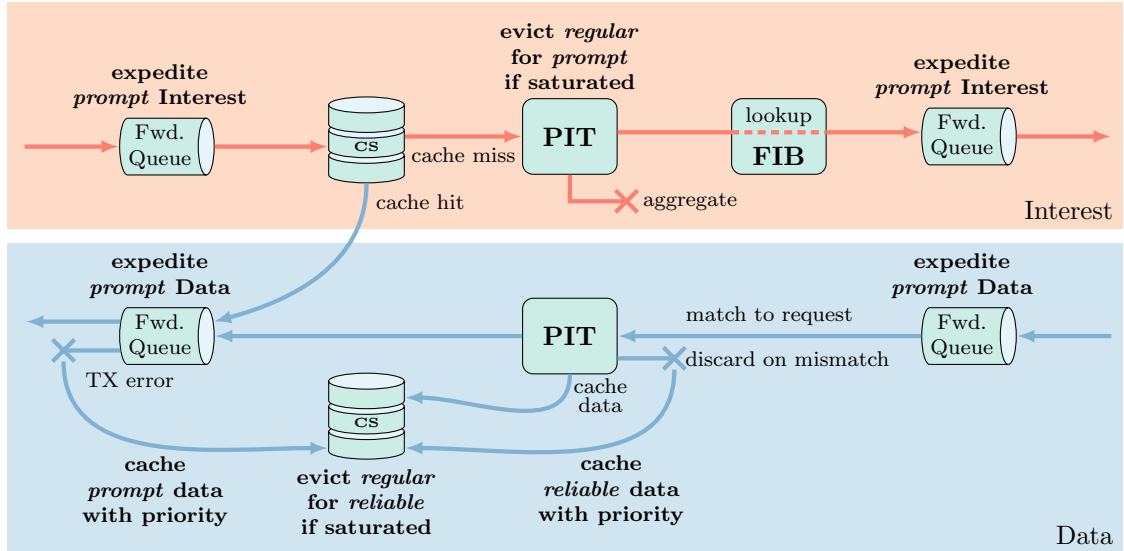 evict regular
for prompt
if saturated
expedite
prompt Interest
expedite
prompt Interest
Fwd.
Queue
CS
cache miss
PIT
lookup
FIB
Fwd.
Queue
cache hit
aggregate
Interest
expedite
prompt Data
expedite
prompt Data
Fwd.
Queue
TX error
PIT
match to request
discard on mismatch
Fwd.
Queue
cache
data
CS
cache
prompt data
with priority
evict regular
for reliable
if saturated
cache
reliable data
with priority
Data